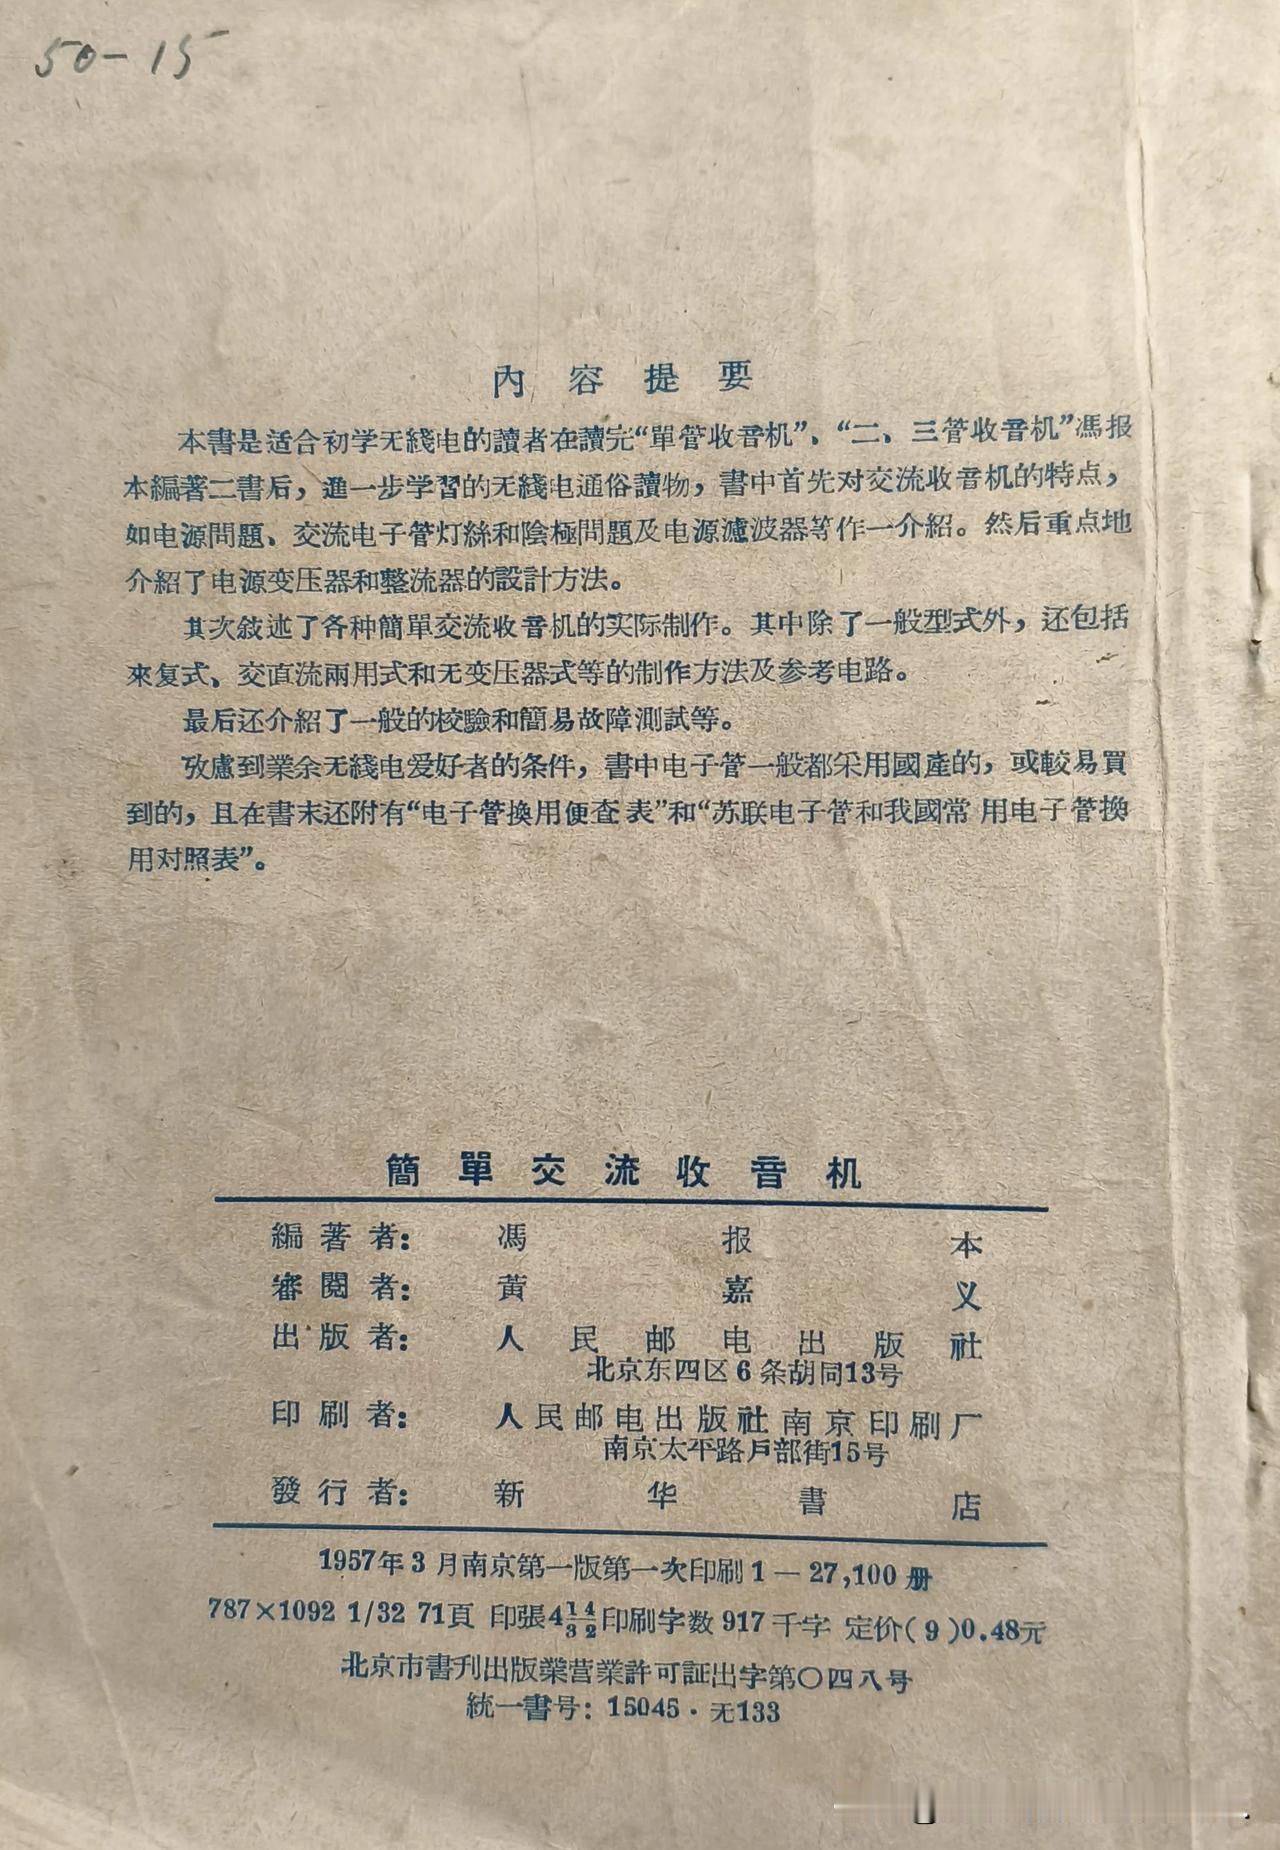 50-15
內容提要
本書是适合初学无綫电的讀者在讀完“單管收音机”、“二、三管收音机”馮报
本編著二書后，進一步学習的无綫电通俗讀物，書中首先对交流收音机的特点，
如电源問題、交流电子管灯絲和陰極問題及电源濾波器等作一介紹。然后重点地
介紹了电源变压器和整流器的設計方法。
其次敍述了各种簡單交流收音机的实际制作。其中除了一般型式外，还包括
來复式、交直流兩用式和无变压器式等的制作方法及参考电路。
最后还介紹了一般的校驗和簡易故障測試等。
攷慮到業余无綫电爱好者的条件，書中电子管一般都采用國產的，或較易買
到的，且在書末还附有“电子管換用便查表”和“苏联电子管和我國常用电子管換
用对照表”。
簡單交流收音机
編著者：馮报本
審閱者：黃嘉义
出版者：人民邮电出版社
北京东四区6条胡同13号
印刷者：人民邮电出版社南京印刷厂
南京太平路戶部街15号
發行者：新华書店
1957年3月南京第一版第一次印刷1—27,100册
787×1092 1/32 71頁 印張4 14/32 印刷字数917千字 定价(9)0.48元
北京市書刊出版業营業許可証出字第〇四八号
統一書号：15045·无133